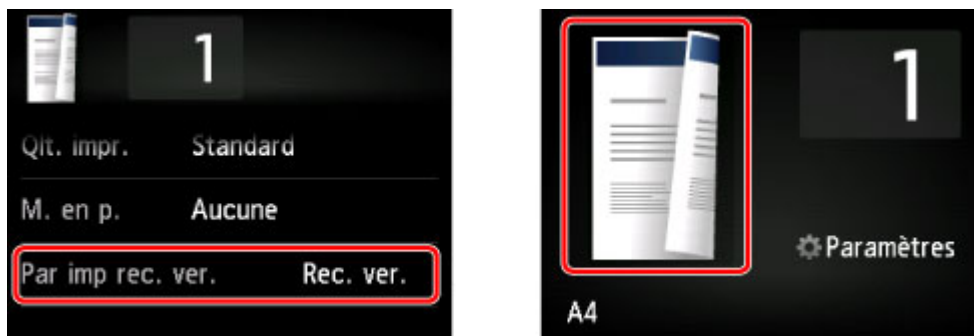 1
Qlt. impr. Standard
M. en p. Aucune
Par imp rec. ver. Rec. ver.
1
Paramètres
A4